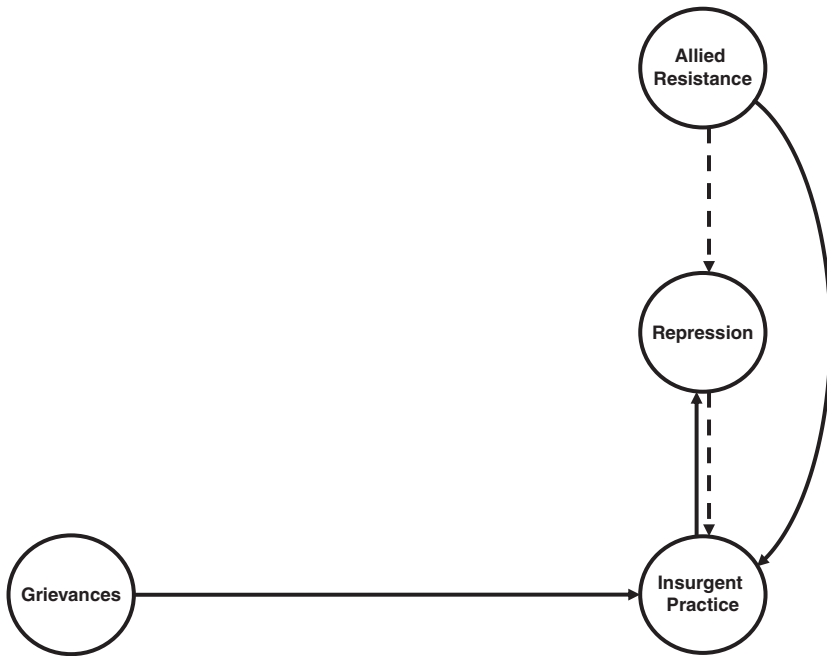 Allied
Resistance
Repression
Grievances
Insurgent
Practice